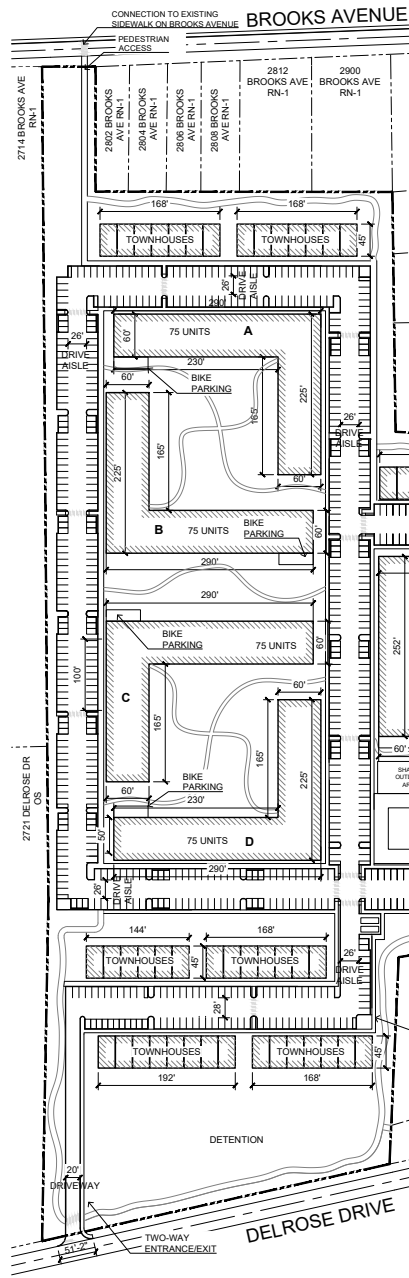 CONNECTION TO EXISTING
SIDEWALK ON BROOKS AVENUE
BROOKS AVENUE
PEDESTRIAN
ACCESS
2714 BROOKS AVE
RN-1
2802 BROOKS
AVE RN-1
2804 BROOKS
AVE RN-1
2806 BROOKS
AVE RN-1
2808 BROOKS
AVE RN-1
2812
BROOKS AVE
RN-1
2900
BROOKS AVE
RN-1
168'
168'
TOWNHOUSES
TOWNHOUSES
45'
26'
DRIVE
AISLE
290'
60'
75 UNITS
A
26'
DRIVE
AISLE
230'
60'
BIKE
PARKING
165'
225'
26'
DRIVE
AISLE
225'
165'
60'
B
75 UNITS
BIKE
PARKING
60'
290'
290'
BIKE
PARKING
75 UNITS
60'
252'
100'
C
165'
60'
165'
225'
60'
BIKE
PARKING
230'
60'
SHA
OUTL
AR
2721 DELROSE DR
OS
50'
75 UNITS
D
290'
26'
DRIVE
AISLE
144'
168'
TOWNHOUSES
45'
TOWNHOUSES
26'
DRIVE
AISLE
28'
TOWNHOUSES
TOWNHOUSES
45'
192'
168'
DETENTION
20'
DRIVEWAY
DELROSE DRIVE
TWO-WAY
ENTRANCE/EXIT
51'-2"